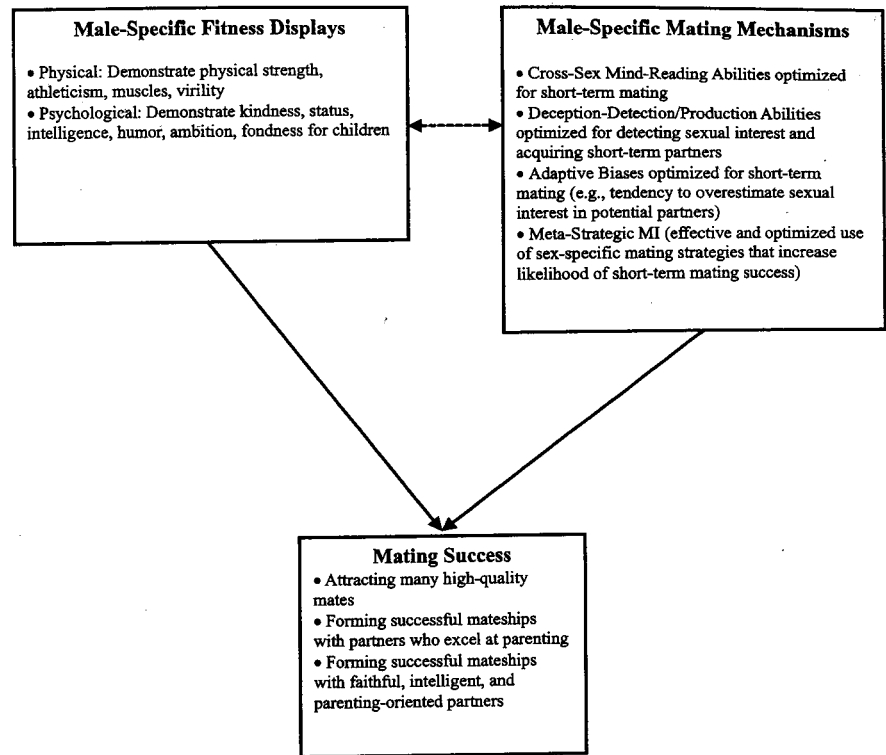 Male-Specific Fitness Displays
• Physical: Demonstrate physical strength,
athleticism, muscles, virility
• Psychological: Demonstrate kindness, status,
intelligence, humor, ambition, fondness for children
Male-Specific Mating Mechanisms
• Cross-Sex Mind-Reading Abilities optimized
for short-term mating
• Deception-Detection/Production Abilities
optimized for detecting sexual interest and
acquiring short-term partners
• Adaptive Biases optimized for short-term
mating (e.g., tendency to overestimate sexual
interest in potential partners)
• Meta-Strategic MI (effective and optimized use
of sex-specific mating strategies that increase
likelihood of short-term mating success)
Mating Success
• Attracting many high-quality
mates
• Forming successful mateships
with partners who excel at parenting
• Forming successful mateships
with faithful, intelligent, and
parenting-oriented partners